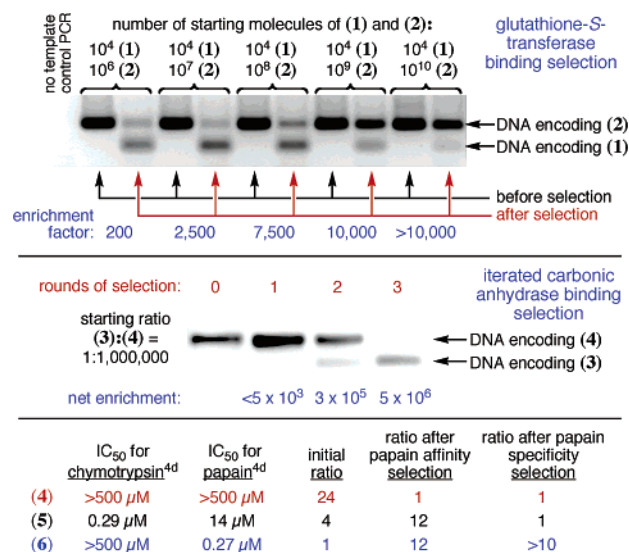 no template
control PCR
number of starting molecules of (1) and (2):
10⁴ (1) 10⁴ (1) 10⁴ (1) 10⁴ (1) 10⁴ (1)
10⁶ (2) 10⁷ (2) 10⁸ (2) 10⁹ (2) 10¹⁰ (2)
glutathione-S-
transferase
binding selection
DNA encoding (2)
DNA encoding (1)
before selection
after selection
enrichment
factor: 200 2,500 7,500 10,000 >10,000
rounds of selection: 0 1 2 3
iterated carbonic
anhydrase binding
selection
starting ratio
(3):(4) =
1:1,000,000
DNA encoding (4)
DNA encoding (3)
net enrichment: <5 x 10³ 3 x 10⁵ 5 x 10⁶
IC₅₀ for IC₅₀ for initial ratio after ratio after papain
chymotrypsin⁴ᵈ papain⁴ᵈ ratio papain affinity specificity
selection selection
(4) >500 µM >500 µM 24 1 1
(5) 0.29 µM 14 µM 4 12 1
(6) >500 µM 0.27 µM 1 12 >10